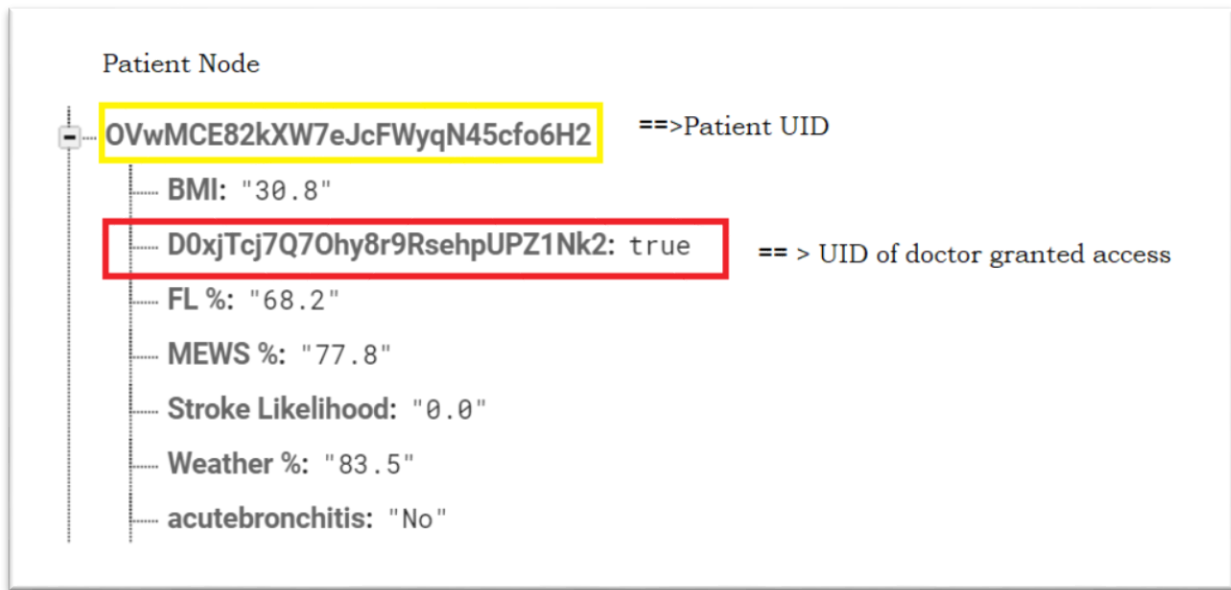 Patient Node
OVwMCE82kXW7eJcFWyqN45cfo6H2 ==>Patient UID
BMI: "30.8"
D0xjTcj7Q7Ohy8r9RsehpUPZ1Nk2: true == > UID of doctor granted access
FL %: "68.2"
MEWS %: "77.8"
Stroke Likelihood: "0.0"
Weather %: "83.5"
acutebronchitis: "No"